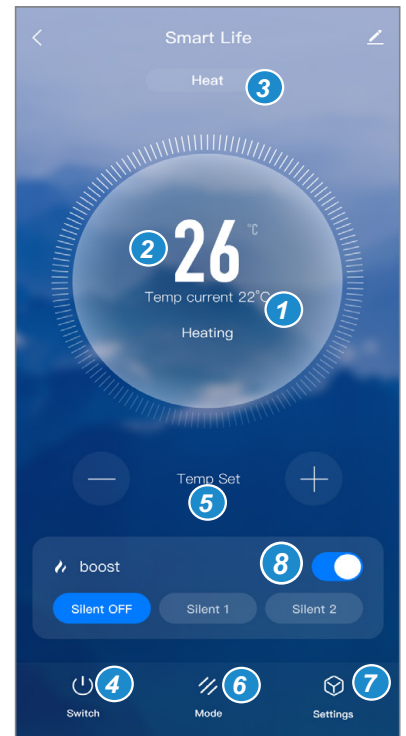 Smart Life
Heat 3
2 26 °C
Temp current 22°C 1
Heating
Temp Set
5
boost 8
Silent OFF Silent 1 Silent 2
4 6 7
Switch Mode Settings